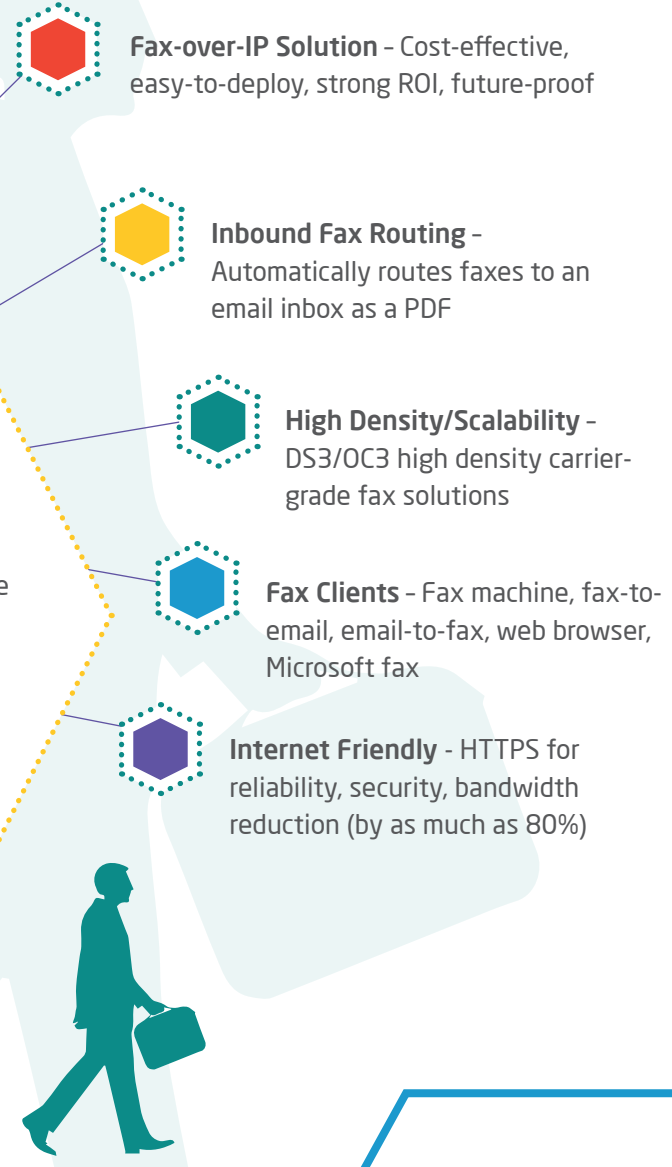 Fax-over-IP Solution – Cost-effective,
easy-to-deploy, strong ROI, future-proof
Inbound Fax Routing –
Automatically routes faxes to an
email inbox as a PDF
High Density/Scalability –
DS3/OC3 high density carrier-
grade fax solutions
e
Fax Clients – Fax machine, fax-to-
email, email-to-fax, web browser,
Microsoft fax
Internet Friendly - HTTPS for
reliability, security, bandwidth
reduction (by as much as 80%)